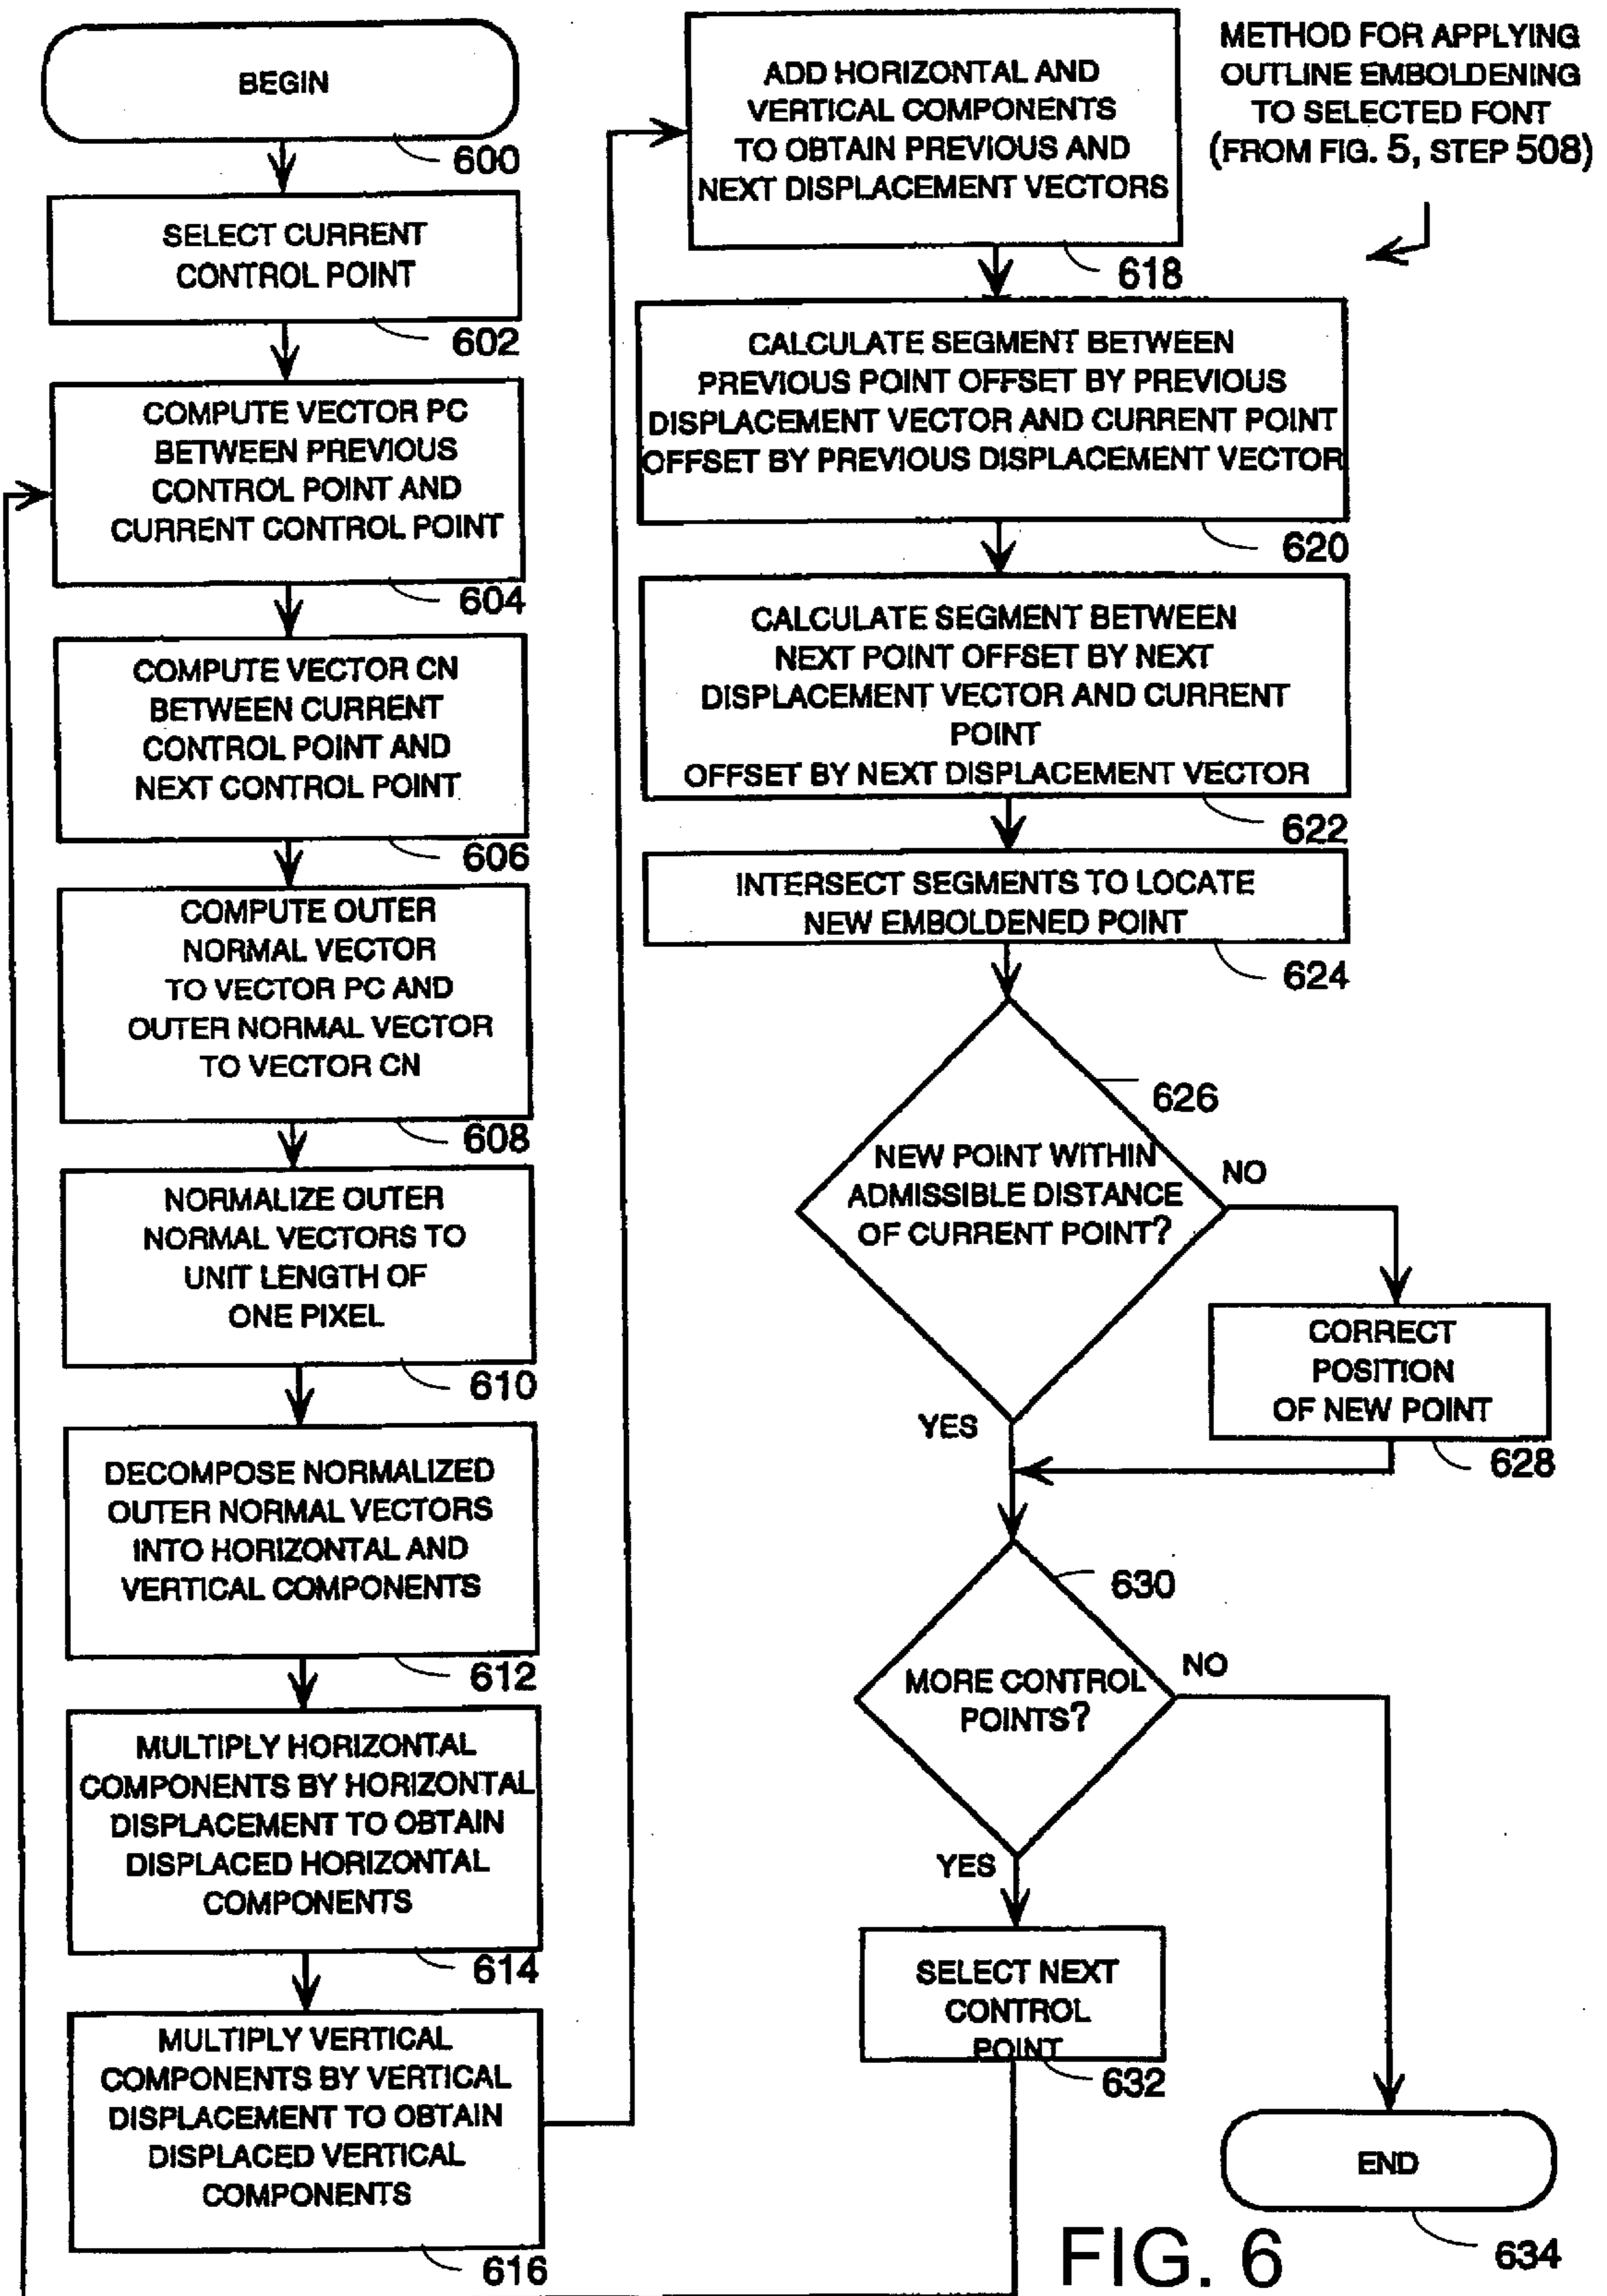 BEGIN
600
SELECT CURRENT
CONTROL POINT
602
COMPUTE VECTOR PC
BETWEEN PREVIOUS
CONTROL POINT AND
CURRENT CONTROL POINT
604
COMPUTE VECTOR CN
BETWEEN CURRENT
CONTROL POINT AND
NEXT CONTROL POINT
606
COMPUTE OUTER
NORMAL VECTOR
TO VECTOR PC AND
OUTER NORMAL VECTOR
TO VECTOR CN
608
NORMALIZE OUTER
NORMAL VECTORS TO
UNIT LENGTH OF
ONE PIXEL
610
DECOMPOSE NORMALIZED
OUTER NORMAL VECTORS
INTO HORIZONTAL AND
VERTICAL COMPONENTS
612
MULTIPLY HORIZONTAL
COMPONENTS BY HORIZONTAL
DISPLACEMENT TO OBTAIN
DISPLACED HORIZONTAL
COMPONENTS
614
MULTIPLY VERTICAL
COMPONENTS BY VERTICAL
DISPLACEMENT TO OBTAIN
DISPLACED VERTICAL
COMPONENTS
616
ADD HORIZONTAL AND
VERTICAL COMPONENTS
TO OBTAIN PREVIOUS AND
NEXT DISPLACEMENT VECTORS
618
METHOD FOR APPLYING
OUTLINE EMBOLDENING
TO SELECTED FONT
(FROM FIG. 5, STEP 508)
CALCULATE SEGMENT BETWEEN
PREVIOUS POINT OFFSET BY PREVIOUS
DISPLACEMENT VECTOR AND CURRENT POINT
OFFSET BY PREVIOUS DISPLACEMENT VECTOR
620
CALCULATE SEGMENT BETWEEN
NEXT POINT OFFSET BY NEXT
DISPLACEMENT VECTOR AND CURRENT
POINT
OFFSET BY NEXT DISPLACEMENT VECTOR
622
INTERSECT SEGMENTS TO LOCATE
NEW EMBOLDENED POINT
624
626
NEW POINT WITHIN
ADMISSIBLE DISTANCE
OF CURRENT POINT?
NO
YES
CORRECT
POSITION
OF NEW POINT
628
630
MORE CONTROL
POINTS?
NO
YES
SELECT NEXT
CONTROL
POINT
632
END
634
FIG. 6